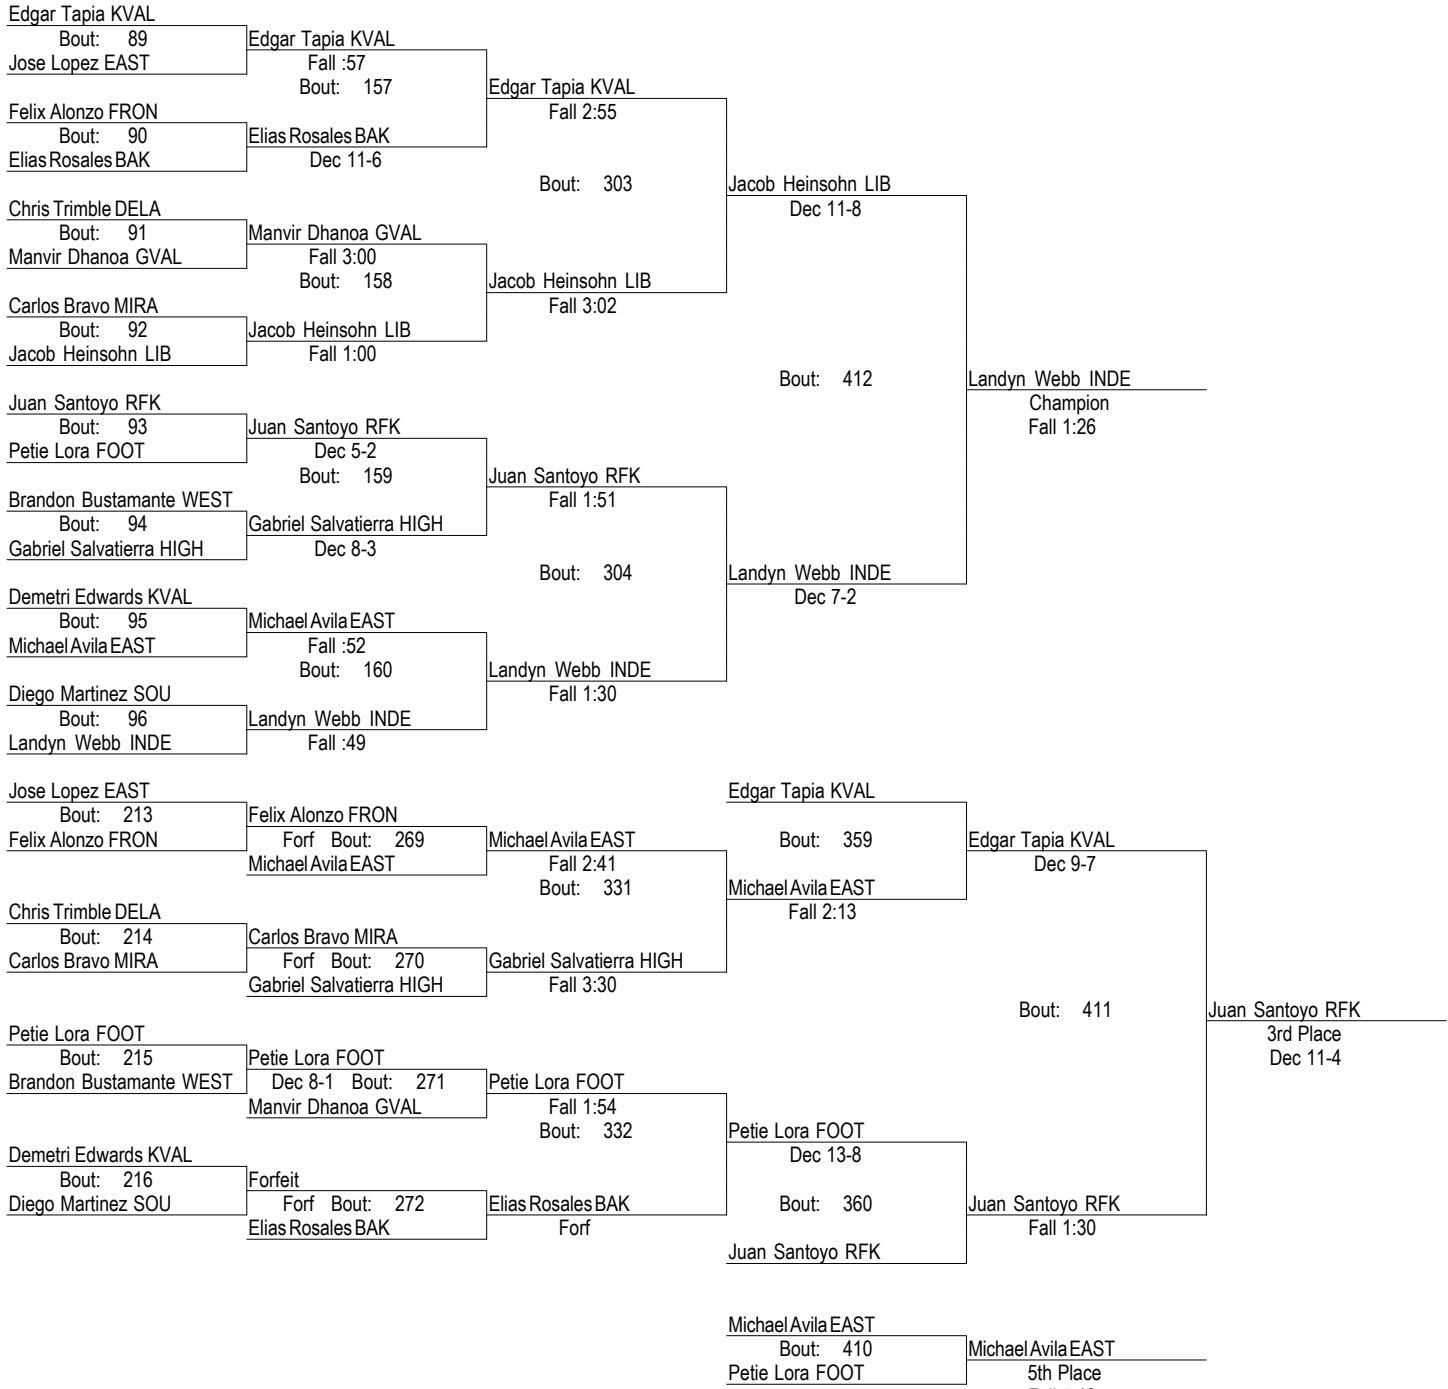 Edgar Tapia KVAL
Bout: 89
Jose Lopez EAST
Edgar Tapia KVAL
Fall :57
Bout: 157
Felix Alonzo FRON
Bout: 90
Elias Rosales BAK
Elias Rosales BAK
Dec 11-6
Edgar Tapia KVAL
Fall 2:55
Bout: 303
Chris Trimble DELA
Bout: 91
Manvir Dhanoa GVAL
Manvir Dhanoa GVAL
Fall 3:00
Bout: 158
Carlos Bravo MIRA
Bout: 92
Jacob Heinsohn LIB
Jacob Heinsohn LIB
Fall 1:00
Jacob Heinsohn LIB
Fall 3:02
Jacob Heinsohn LIB
Dec 11-8
Bout: 412
Juan Santoyo RFK
Bout: 93
Petie Lora FOOT
Juan Santoyo RFK
Dec 5-2
Bout: 159
Brandon Bustamante WEST
Bout: 94
Gabriel Salvatierra HIGH
Gabriel Salvatierra HIGH
Dec 8-3
Juan Santoyo RFK
Fall 1:51
Bout: 304
Demetri Edwards KVAL
Bout: 95
Michael Avila EAST
Michael Avila EAST
Fall :52
Bout: 160
Diego Martinez SOU
Bout: 96
Landyn Webb INDE
Landyn Webb INDE
Fall :49
Landyn Webb INDE
Fall 1:30
Landyn Webb INDE
Dec 7-2
Landyn Webb INDE
Champion
Fall 1:26
Jose Lopez EAST
Bout: 213
Felix Alonzo FRON
Felix Alonzo FRON
Forf Bout: 269
Michael Avila EAST
Michael Avila EAST
Fall 2:41
Bout: 331
Chris Trimble DELA
Bout: 214
Carlos Bravo MIRA
Carlos Bravo MIRA
Forf Bout: 270
Gabriel Salvatierra HIGH
Gabriel Salvatierra HIGH
Fall 3:30
Edgar Tapia KVAL
Bout: 359
Michael Avila EAST
Fall 2:13
Edgar Tapia KVAL
Dec 9-7
Bout: 411
Petie Lora FOOT
Bout: 215
Brandon Bustamante WEST
Petie Lora FOOT
Dec 8-1 Bout: 271
Manvir Dhanoa GVAL
Petie Lora FOOT
Fall 1:54
Bout: 332
Demetri Edwards KVAL
Bout: 216
Diego Martinez SOU
Forfeit
Forf Bout: 272
Elias Rosales BAK
Elias Rosales BAK
Forf
Petie Lora FOOT
Dec 13-8
Bout: 360
Juan Santoyo RFK
Juan Santoyo RFK
Fall 1:30
Juan Santoyo RFK
3rd Place
Dec 11-4
Michael Avila EAST
Bout: 410
Petie Lora FOOT
Michael Avila EAST
5th Place